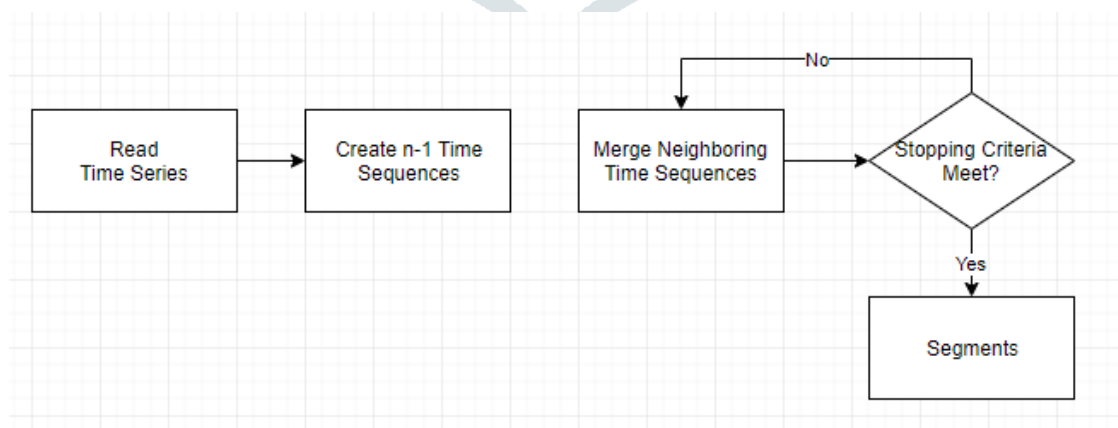 Read
Time Series
Create n-1 Time
Sequences
Merge Neighboring
Time Sequences
No
Stopping Criteria
Meet?
Yes
Segments